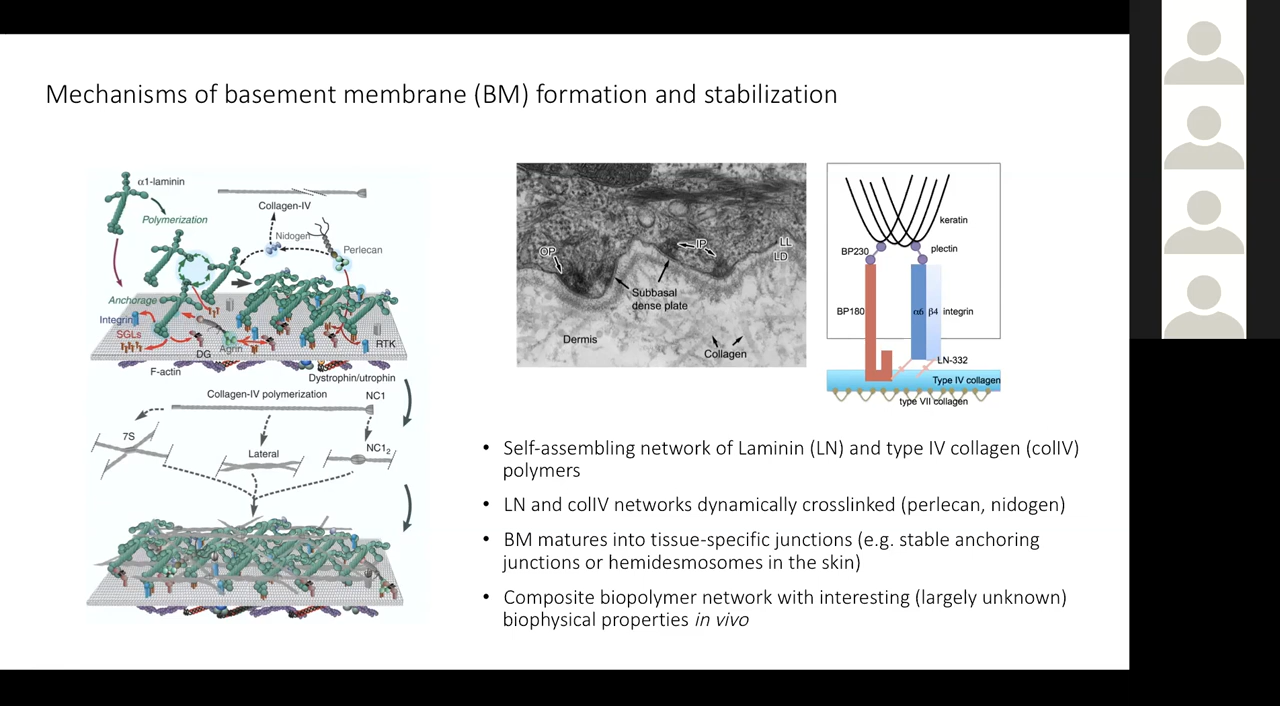 Mechanisms of basement membrane (BM) formation and stabilization
α1-laminin
Polymerization
Collagen-IV
Nidogen
Perlecan
Anchorage
Integrin
SGLs
DG
Agrin
RTK
F-actin
Dystrophin/utrophin
Collagen-IV polymerization
NC1
7S
Lateral
NC1₂
OP
IP
LL
LD
Subbasal
dense plate
Dermis
Collagen
keratin
BP230
plectin
BP180
α6 β4 integrin
LN-332
Type IV collagen
type VII collagen
• Self-assembling network of Laminin (LN) and type IV collagen (colIV)
polymers
• LN and colIV networks dynamically crosslinked (perlecan, nidogen)
• BM matures into tissue-specific junctions (e.g. stable anchoring
junctions or hemidesmosomes in the skin)
• Composite biopolymer network with interesting (largely unknown)
biophysical properties in vivo